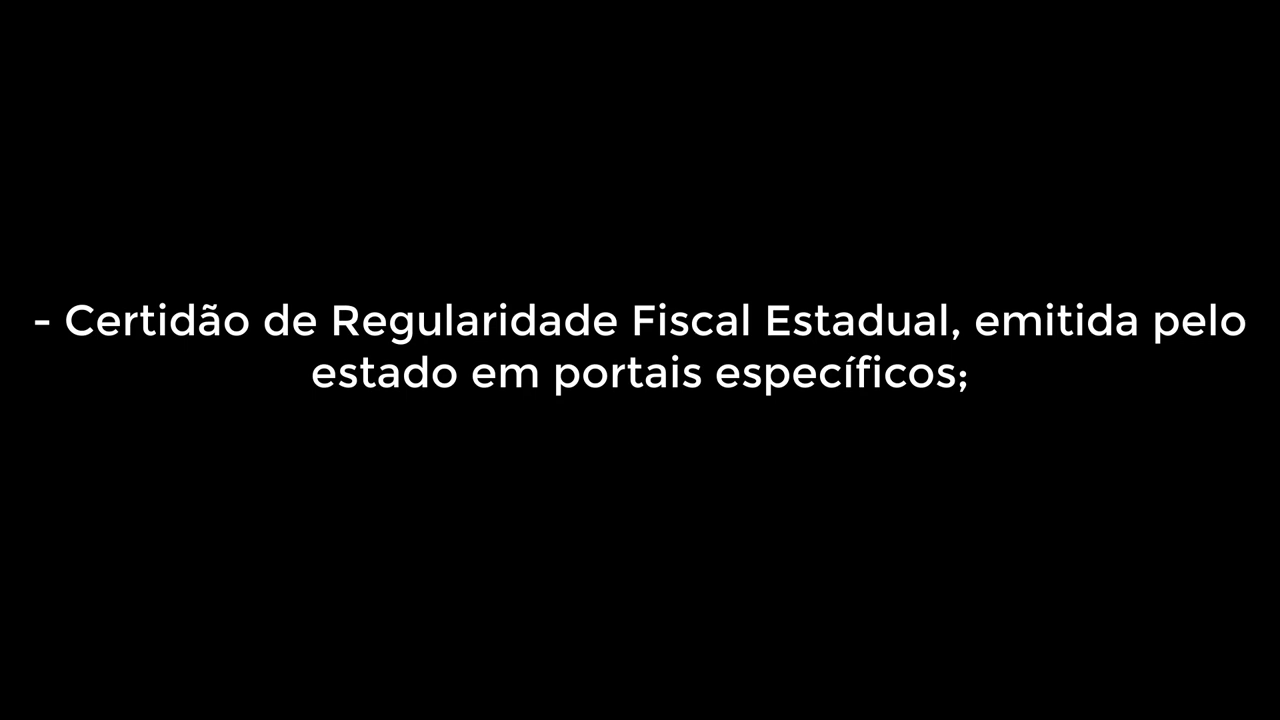 - Certidão de Regularidade Fiscal Estadual, emitida pelo
estado em portais específicos;